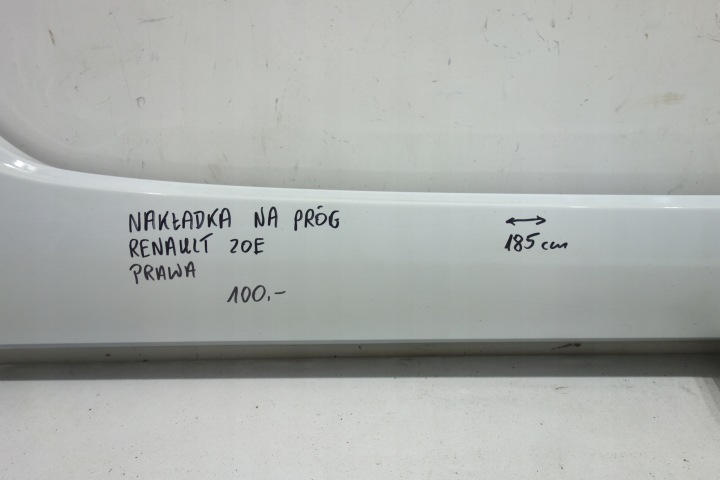 NAKŁADKA NA PRÓG
RENAULT ZOE
PRAWA
100.-
185 cm